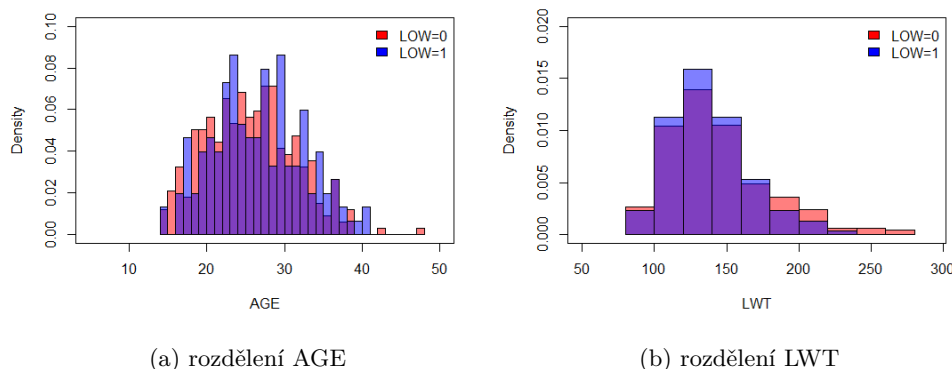 0.00 0.02 0.04 0.06 0.08 0.10
Density
10 20 30 40 50
AGE
LOW=0
LOW=1
(a) rozdělení AGE
0.000 0.005 0.010 0.015 0.020
Density
50 100 150 200 250 300
LWT
LOW=0
LOW=1
(b) rozdělení LWT